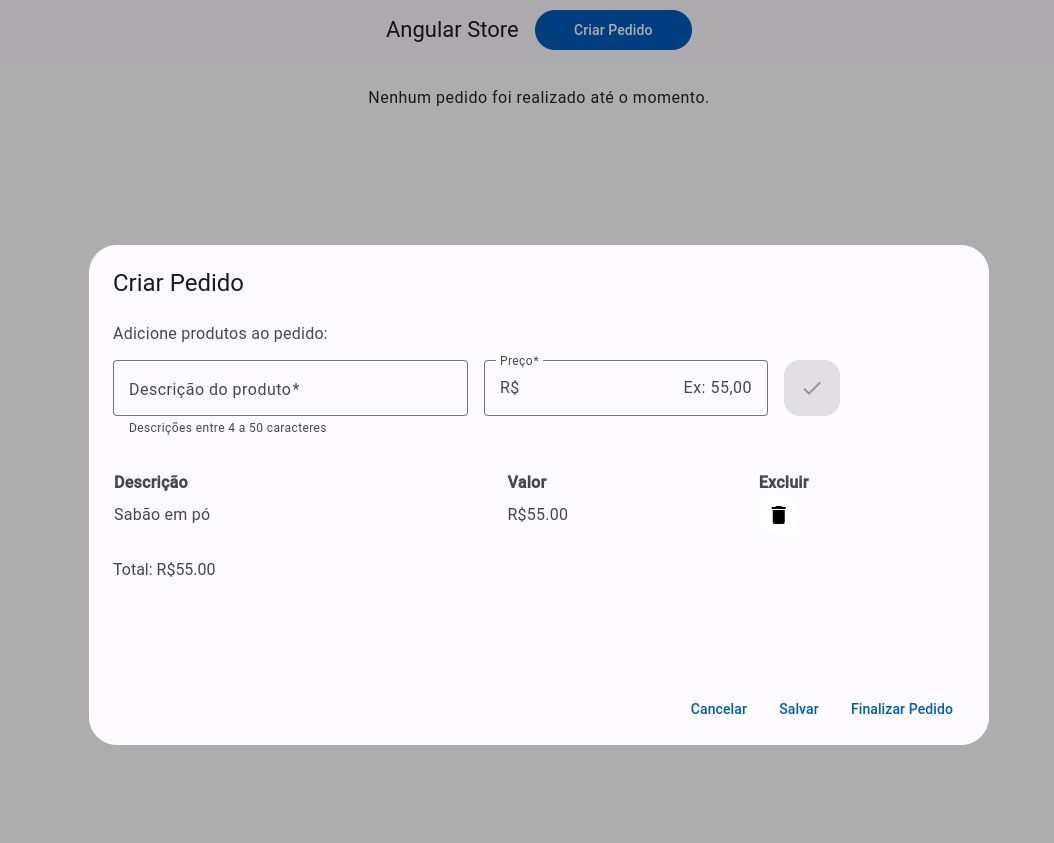 Angular Store Criar Pedido
Nenhum pedido foi realizado até o momento.
Criar Pedido
Adicione produtos ao pedido:
Preço*
Descrição do produto* R$ Ex: 55,00
Descrições entre 4 a 50 caracteres
Descrição Valor Excluir
Sabão em pó R$55.00
Total: R$55.00
Cancelar Salvar Finalizar Pedido